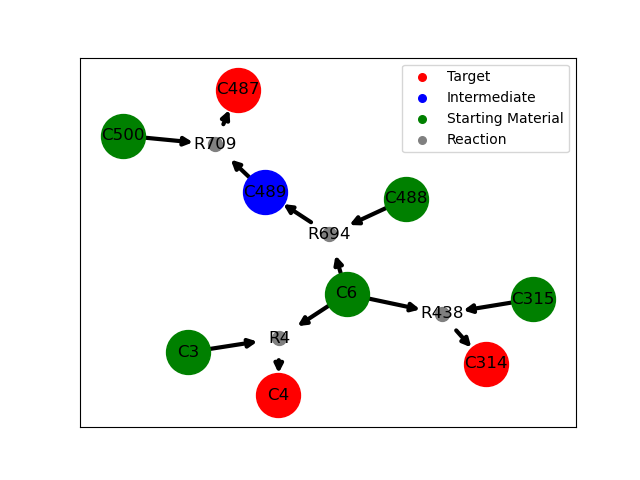 Target
Intermediate
Starting Material
Reaction
C487
C500
R709
C489
C488
R694
C6
C315
R438
R4
C3
C314
C4